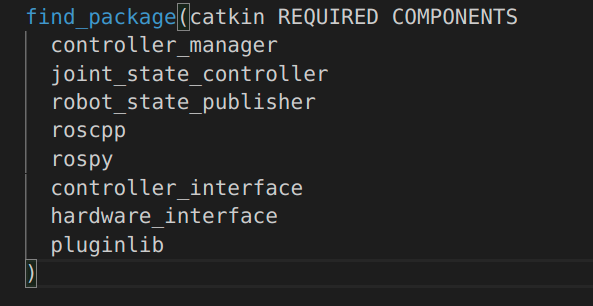 find_package(catkin REQUIRED COMPONENTS
controller_manager
joint_state_controller
robot_state_publisher
roscpp
rospy
controller_interface
hardware_interface
pluginlib
)